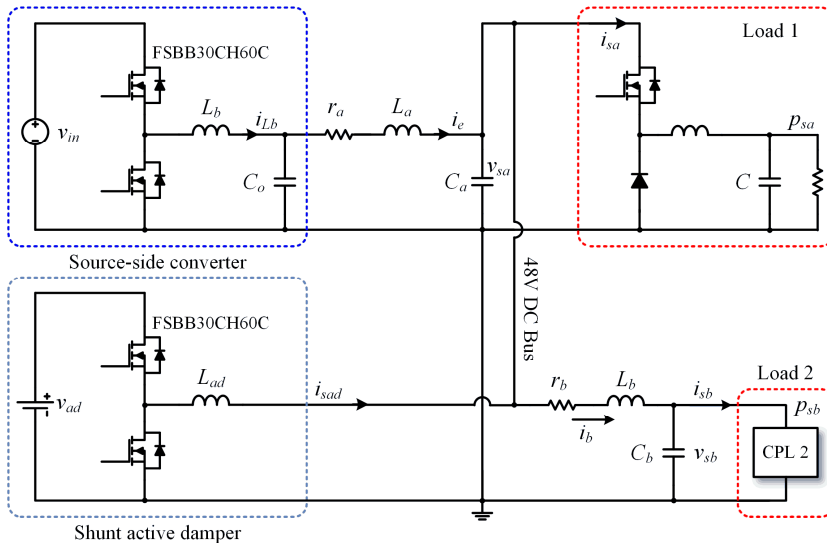 FSBB30CH60C
i_sa
Load 1
L_b
i_Lb
r_a
L_a
i_e
p_sa
v_in
C_o
C_a
v_sa
C
Source-side converter
48V DC Bus
FSBB30CH60C
L_ad
i_sad
r_b
L_b
i_sb
Load 2
p_sb
v_ad
i_b
C_b
v_sb
CPL 2
Shunt active damper